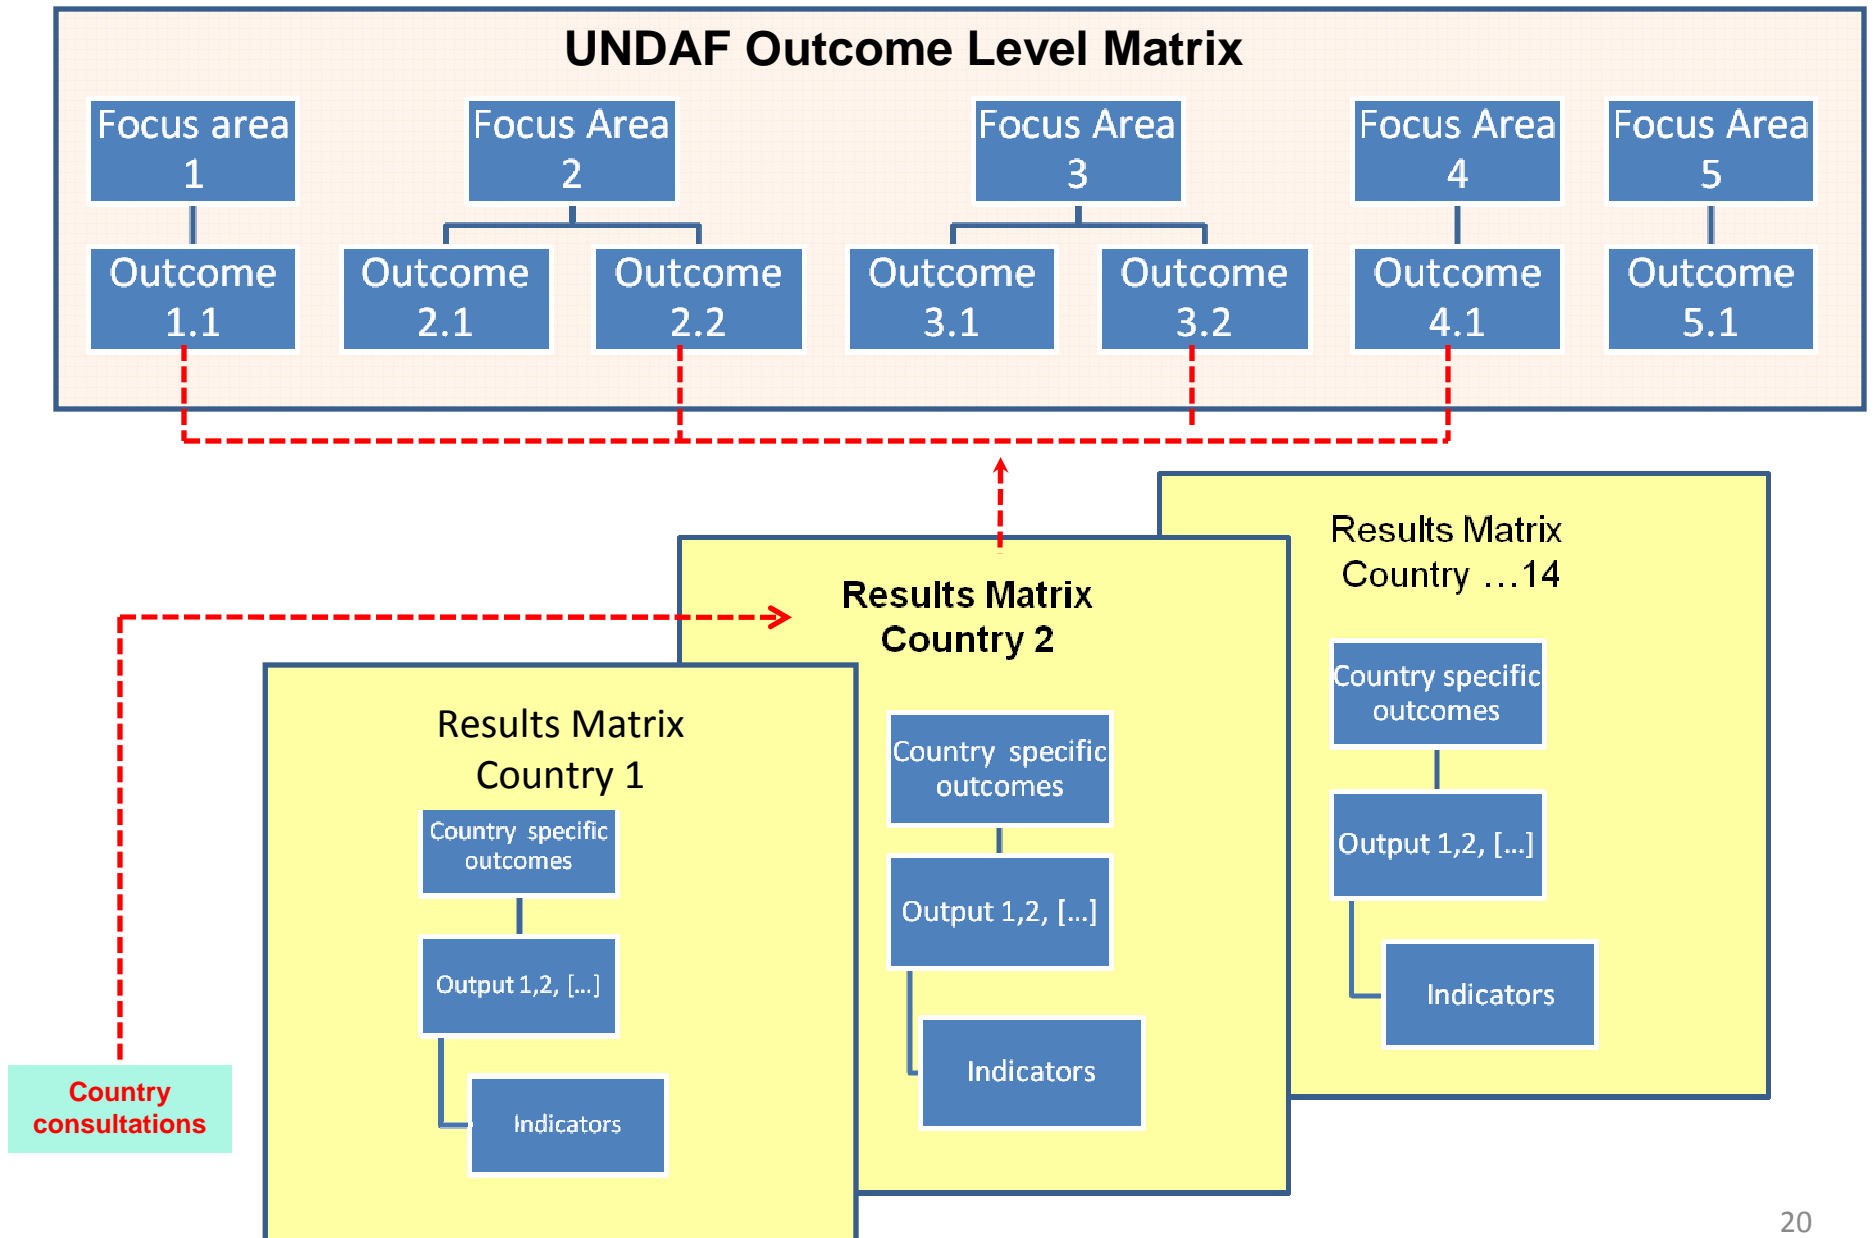 UNDAF Outcome Level Matrix
Focus area
1
Focus Area
2
Focus Area
3
Focus Area
4
Focus Area
5
Outcome
1.1
Outcome
2.1
Outcome
2.2
Outcome
3.1
Outcome
3.2
Outcome
4.1
Outcome
5.1
Results Matrix
Country 1
Country specific
outcomes
Output 1,2, [...]
Indicators
Results Matrix
Country 2
Country specific
outcomes
Output 1,2, [...]
Indicators
Results Matrix
Country ...14
Country specific
outcomes
Output 1,2, [...]
Indicators
Country
consultations
20